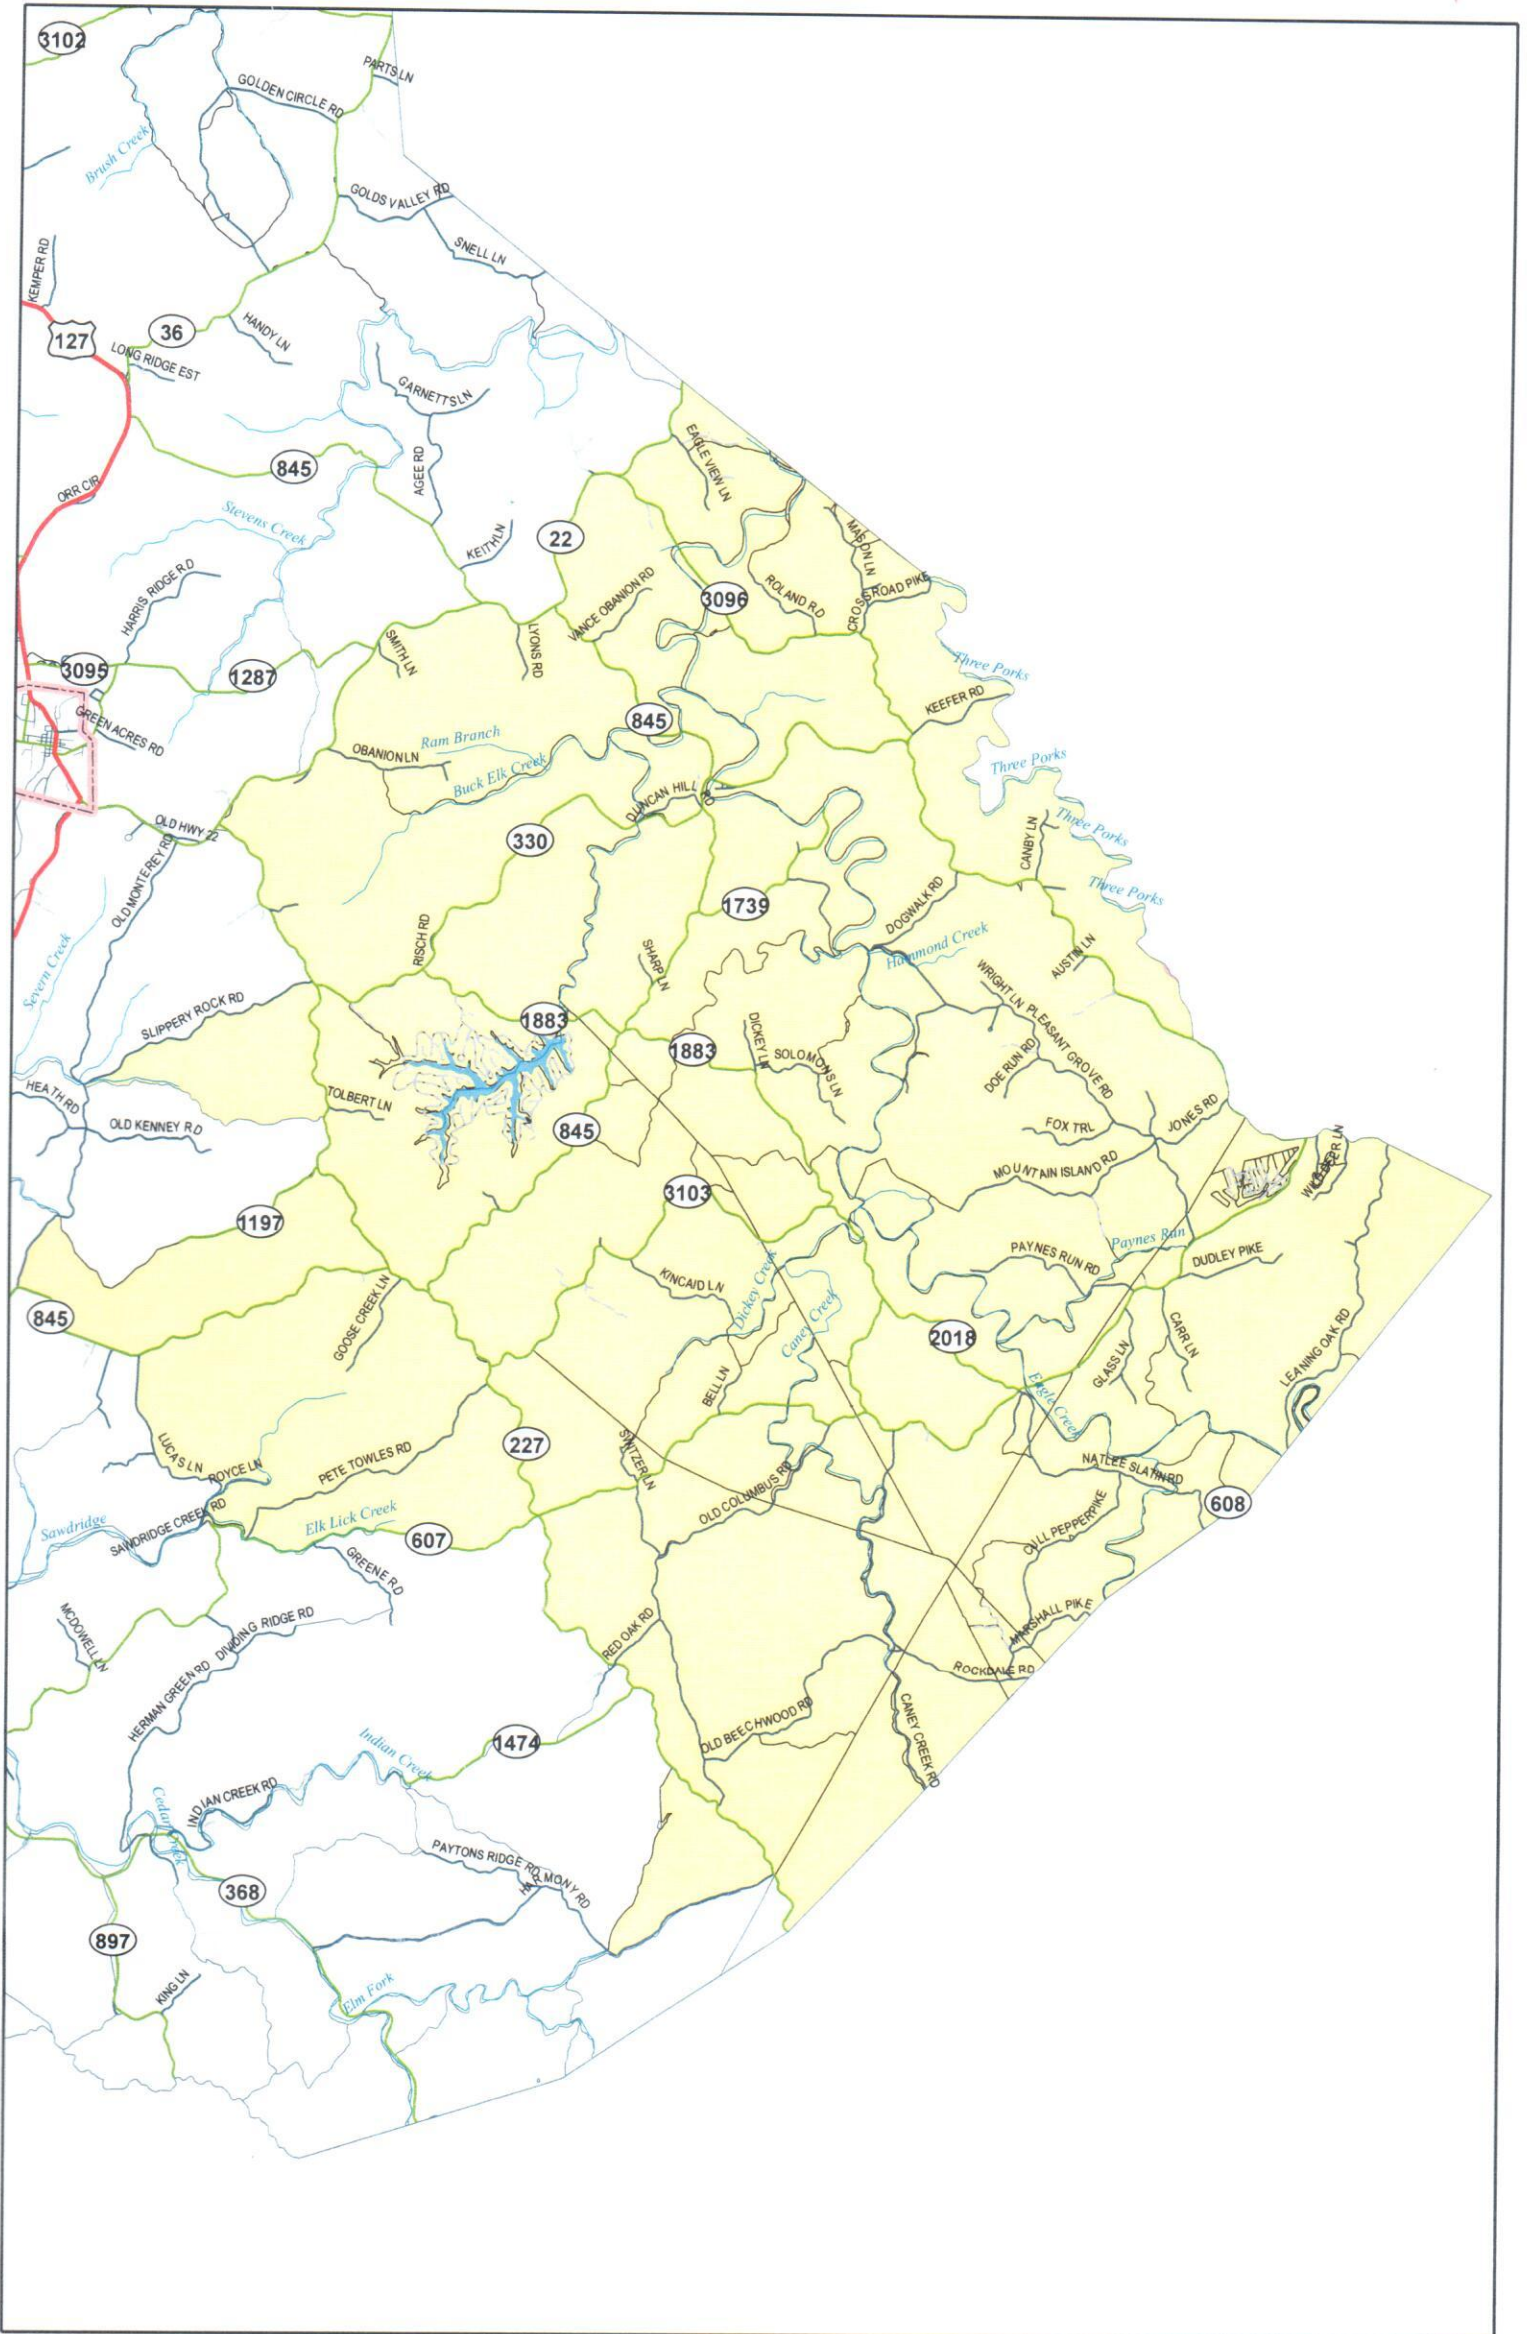 3102
PARTS LN
GOLDEN CIRCLE RD
Brush Creek
GOLDS VALLEY RD
SNELL LN
KEMPER RD
127
36
HANDY LN
LONG RIDGE EST
GARNETTS LN
EAGLE VIEW LN
845
AGEE RD
ORR CIR
Stevens Creek
KEITH LN
22
MASON LN
HARRIS RIDGE RD
VANCE OBANION RD
3096
ROLAND RD
CROSSROAD PIKE
SMITH LN
LYONS RD
3095
1287
Three Porks
KEEFER RD
GREEN ACRES RD
845
OBANION LN
Ram Branch
Buck Elk Creek
Three Porks
DUNCAN HILL RD
OLD HWY 22
330
CANBY LN
Three Porks
OLD MONTEREY RD
Three Porks
1739
DOGWALK RD
RISCH RD
SHARP LN
Hammond Creek
AUSTIN LN
Severn Creek
WRIGHT LN
SLIPPERY ROCK RD
1883
PLEASANT GROVE RD
1883
DICKEY LN
SOLOMONS LN
DOE RUN RD
HEATH RD
TOLBERT LN
OLD KENNEY RD
845
FOX TRL
JONES RD
MOUNTAIN ISLAND RD
3103
1197
Paynes Run
PAYNES RUN RD
DUDLEY PIKE
KINCAID LN
Dickey Creek
Caney Creek
845
GOOSE CREEK LN
2018
CARR LN
GLASS LN
LEANING OAK RD
BELL LN
Eagle Creek
227
LUCAS LN
ROYCE LN
PETE TOWLES RD
SWITZER LN
NATLEE SLATIN RD
OLD COLUMBUS RD
608
Sawdridge
SAWDRIDGE CREEK RD
Elk Lick Creek
607
CULL PEPPER PIKE
GREENE RD
MCDOWELL LN
DIVIDING RIDGE RD
RED OAK RD
MARSHALL PIKE
HERMAN GREEN RD
ROCKDALE RD
OLD BEECHWOOD RD
CANEY CREEK RD
1474
Indian Creek
INDIAN CREEK RD
Cedar Creek
PAYTONS RIDGE RD
HARMONY RD
368
897
KING LN
Elm Fork